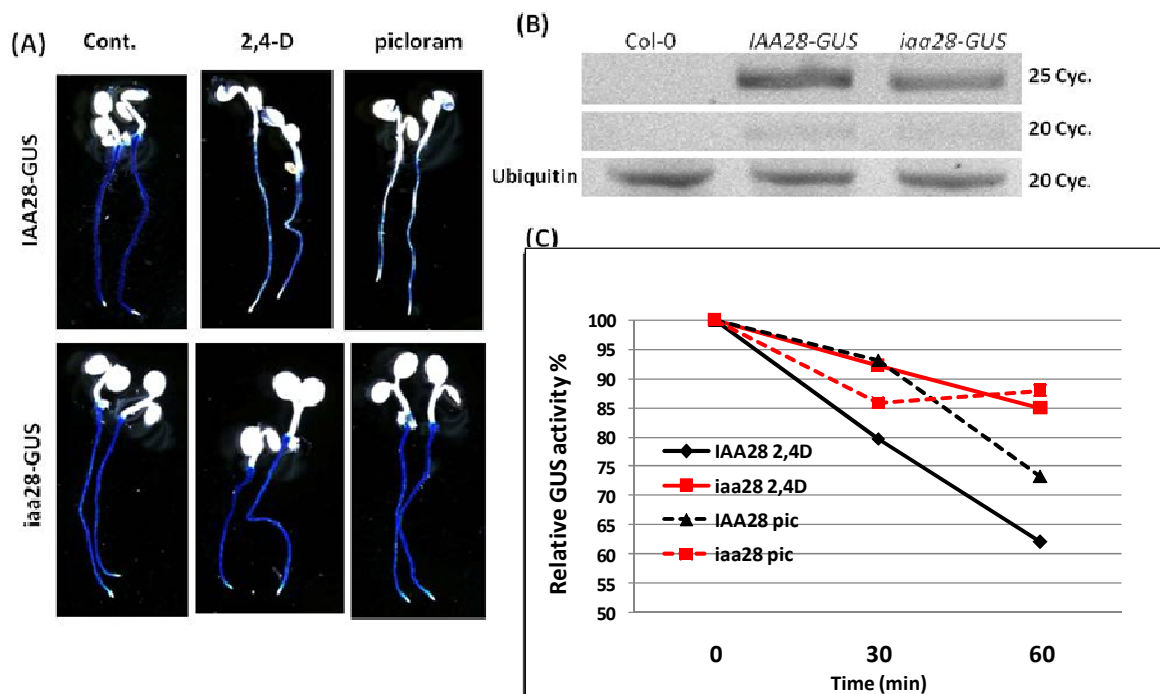 (A)
Cont.
2,4-D
picloram
IAA28-GUS
iaa28-GUS
(B)
Col-0
IAA28-GUS
iaa28-GUS
25 Cyc.
20 Cyc.
Ubiquitin
20 Cyc.
(C)
Relative GUS activity %
100
95
90
85
80
75
70
65
60
55
50
IAA28 2,4D
iaa28 2,4D
IAA28 pic
iaa28 pic
0
30
60
Time (min)